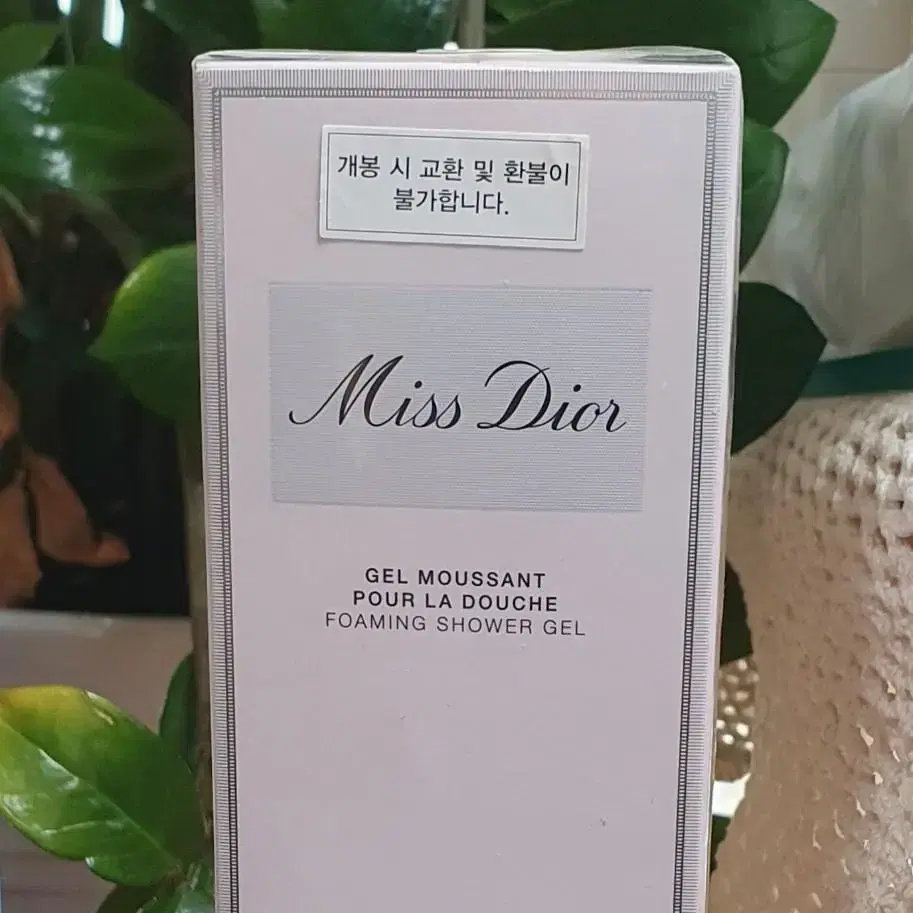 개봉 시 교환 및 환불이
불가합니다.
Miss Dior
GEL MOUSSANT
POUR LA DOUCHE
FOAMING SHOWER GEL